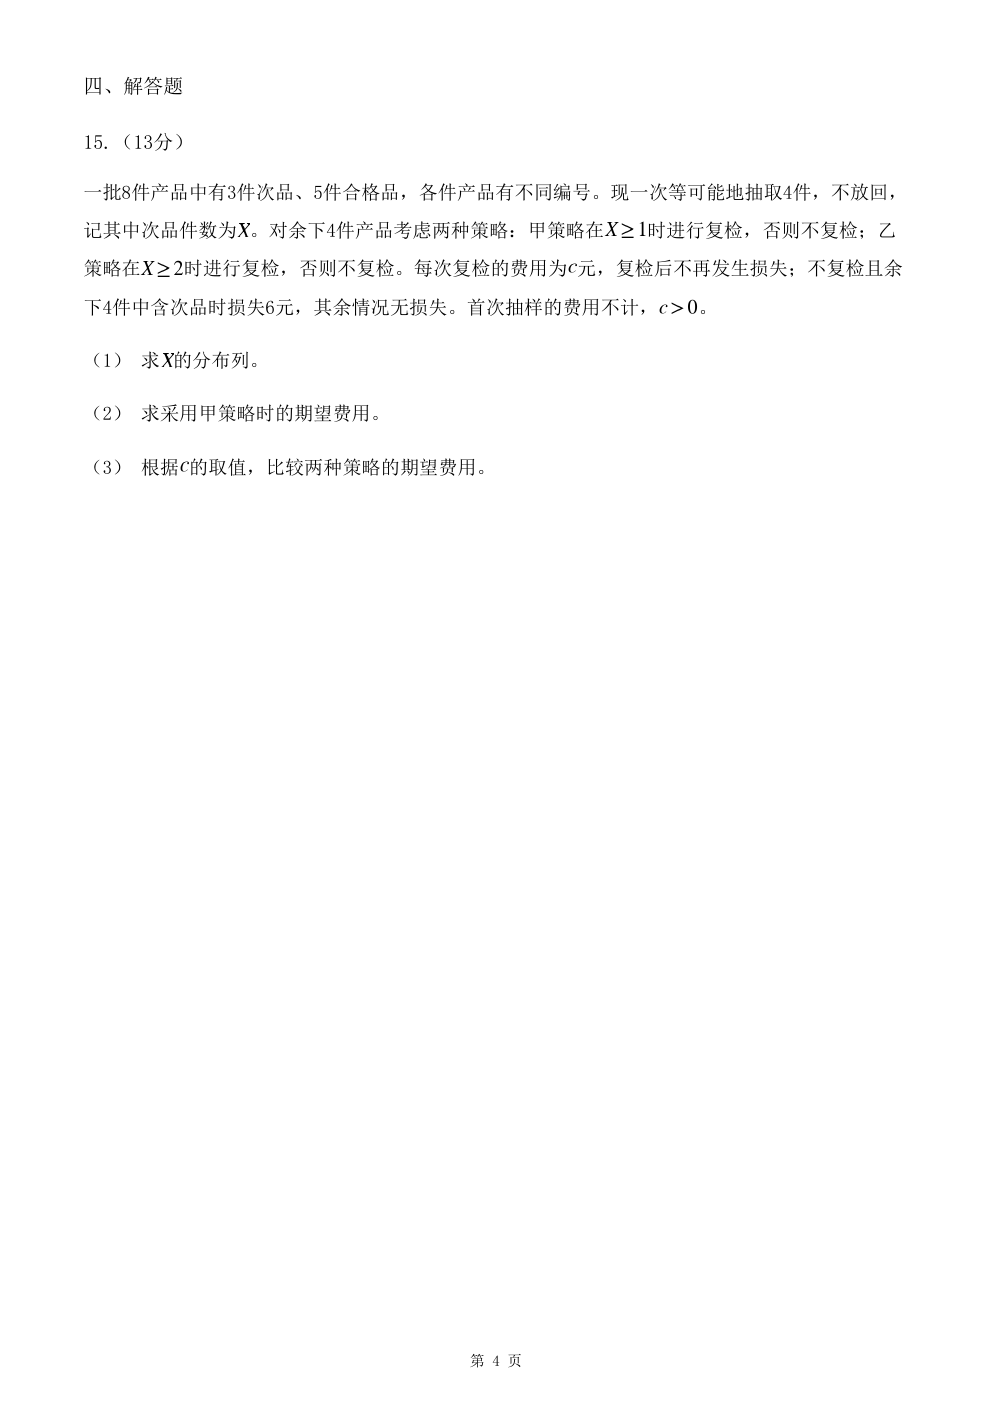 四、解答题
15.（13分）
一批8件产品中有3件次品、5件合格品，各件产品有不同编号。现一次等可能地抽取4件，不放回，
记其中次品件数为X。对余下4件产品考虑两种策略：甲策略在X≥1时进行复检，否则不复检；乙
策略在X≥2时进行复检，否则不复检。每次复检的费用为c元，复检后不再发生损失；不复检且余
下4件中含次品时损失6元，其余情况无损失。首次抽样的费用不计，c>0。
（1） 求X的分布列。
（2） 求采用甲策略时的期望费用。
（3） 根据c的取值，比较两种策略的期望费用。
第 4 页